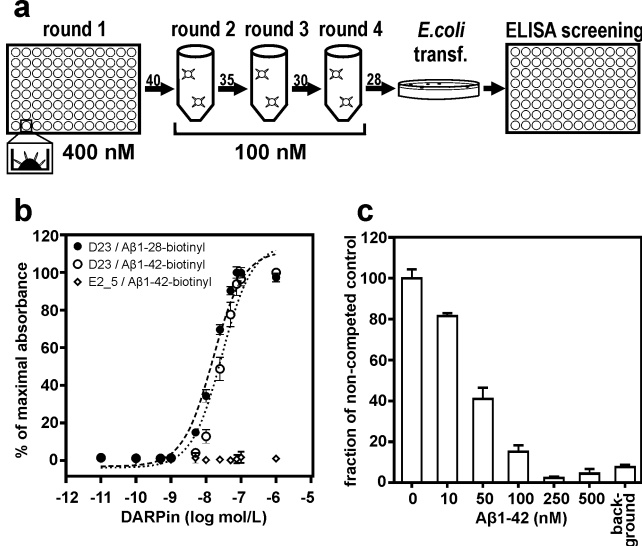 a
round 1 round 2 round 3 round 4 E.coli transf. ELISA screening
40 35 30 28
400 nM 100 nM
b
120
100
80
60
40
20
0
% of maximal absorbance
D23 / Aβ1-28-biotinyl
D23 / Aβ1-42-biotinyl
E2_5 / Aβ1-42-biotinyl
-12 -11 -10 -9 -8 -7 -6 -5
DARPin (log mol/L)
c
120
100
80
60
40
20
0
fraction of non-competed control
0 10 50 100 250 500 back-ground
Aβ1-42 (nM)